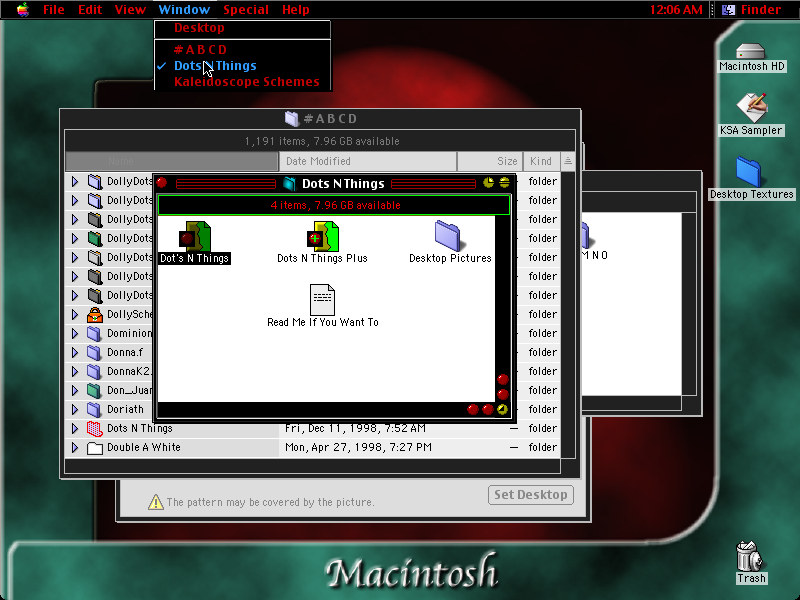 File Edit View Window Special Help 12:06 AM Finder
Desktop
#ABCD
Dots N Things
Kaleidoscope Schemes
Macintosh HD
KSA Sampler
Desktop Textures
#ABCD
1,191 items, 7.96 GB available
Name Date Modified Size Kind
DollyDots folder
DollyDots folder
DollyDots folder
DollyDots folder
DollyDots folder
DollyDots folder
DollyDots folder
DollySche folder
Dominion folder
Donna.f folder
DonnaK2. folder
Don_Juan folder
Doriath folder
Dots N Things Fri, Dec 11, 1998, 7:52 AM – folder
Double A White Mon, Apr 27, 1998, 7:27 PM – folder
Dots N Things
4 items, 7.96 GB available
Dot's N Things
Dots N Things Plus
Desktop Pictures
Read Me If You Want To
M N O
The pattern may be covered by the picture.
Set Desktop
Macintosh
Trash